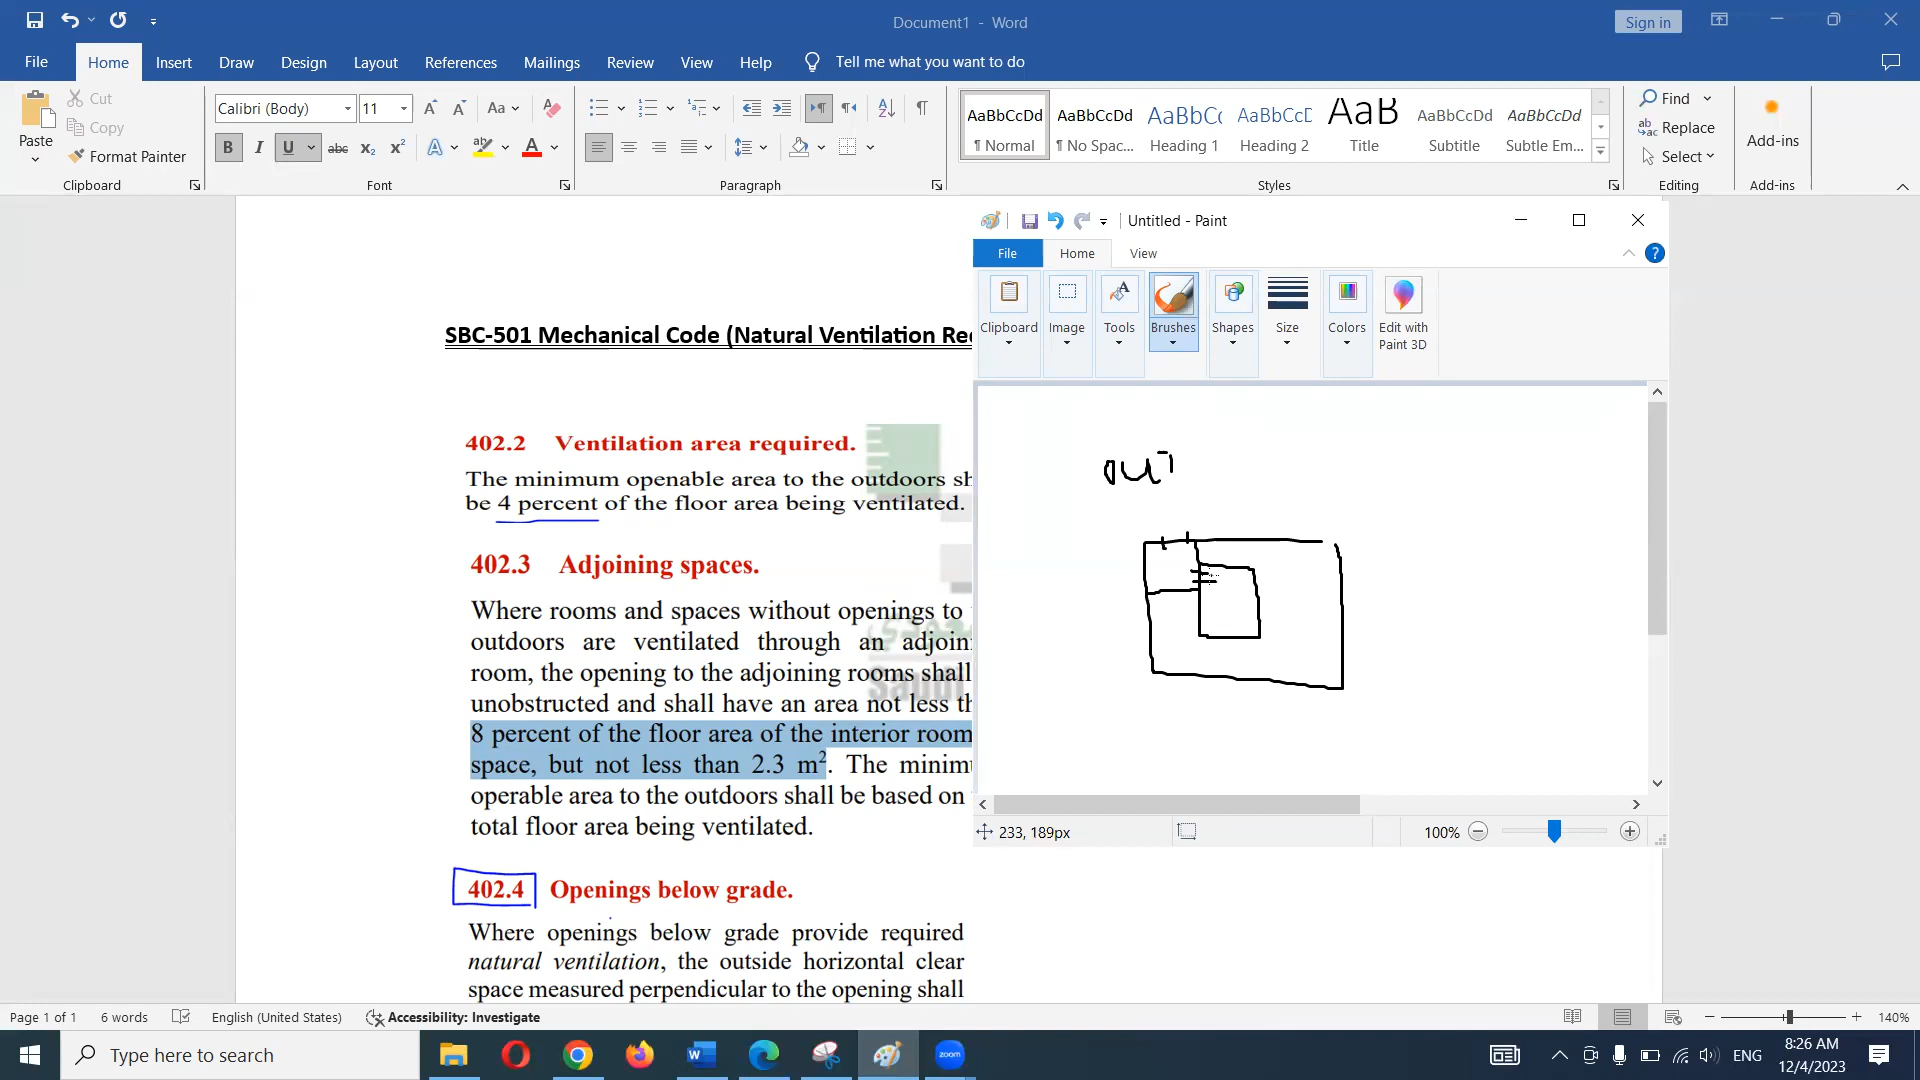 Document1 - Word
Sign in
File Home Insert Draw Design Layout References Mailings Review View Help Tell me what you want to do
Paste
Cut
Copy
Format Painter
Clipboard
Calibri (Body) 11
Font
Paragraph
AaBbCcDd AaBbCcDd AaBbCc AaBbCcD AaB AaBbCcDd AaBbCcDd
¶ Normal ¶ No Spac... Heading 1 Heading 2 Title Subtitle Subtle Em...
Styles
Find
Replace
Select
Editing
Add-ins
Add-ins
SBC-501 Mechanical Code (Natural Ventilation Re
402.2 Ventilation area required.
The minimum openable area to the outdoors sh
be 4 percent of the floor area being ventilated.
402.3 Adjoining spaces.
Where rooms and spaces without openings to
outdoors are ventilated through an adjoin
room, the opening to the adjoining rooms shall
unobstructed and shall have an area not less th
8 percent of the floor area of the interior room
space, but not less than 2.3 m². The minim
operable area to the outdoors shall be based on
total floor area being ventilated.
402.4 Openings below grade.
Where openings below grade provide required
natural ventilation, the outside horizontal clear
space measured perpendicular to the opening shall
Saudi
Untitled - Paint
File Home View
Clipboard Image Tools Brushes Shapes Size Colors Edit with Paint 3D
out
233, 189px
100%
Page 1 of 1 6 words English (United States) Accessibility: Investigate
140%
Type here to search
zoom
ENG
8:26 AM
12/4/2023